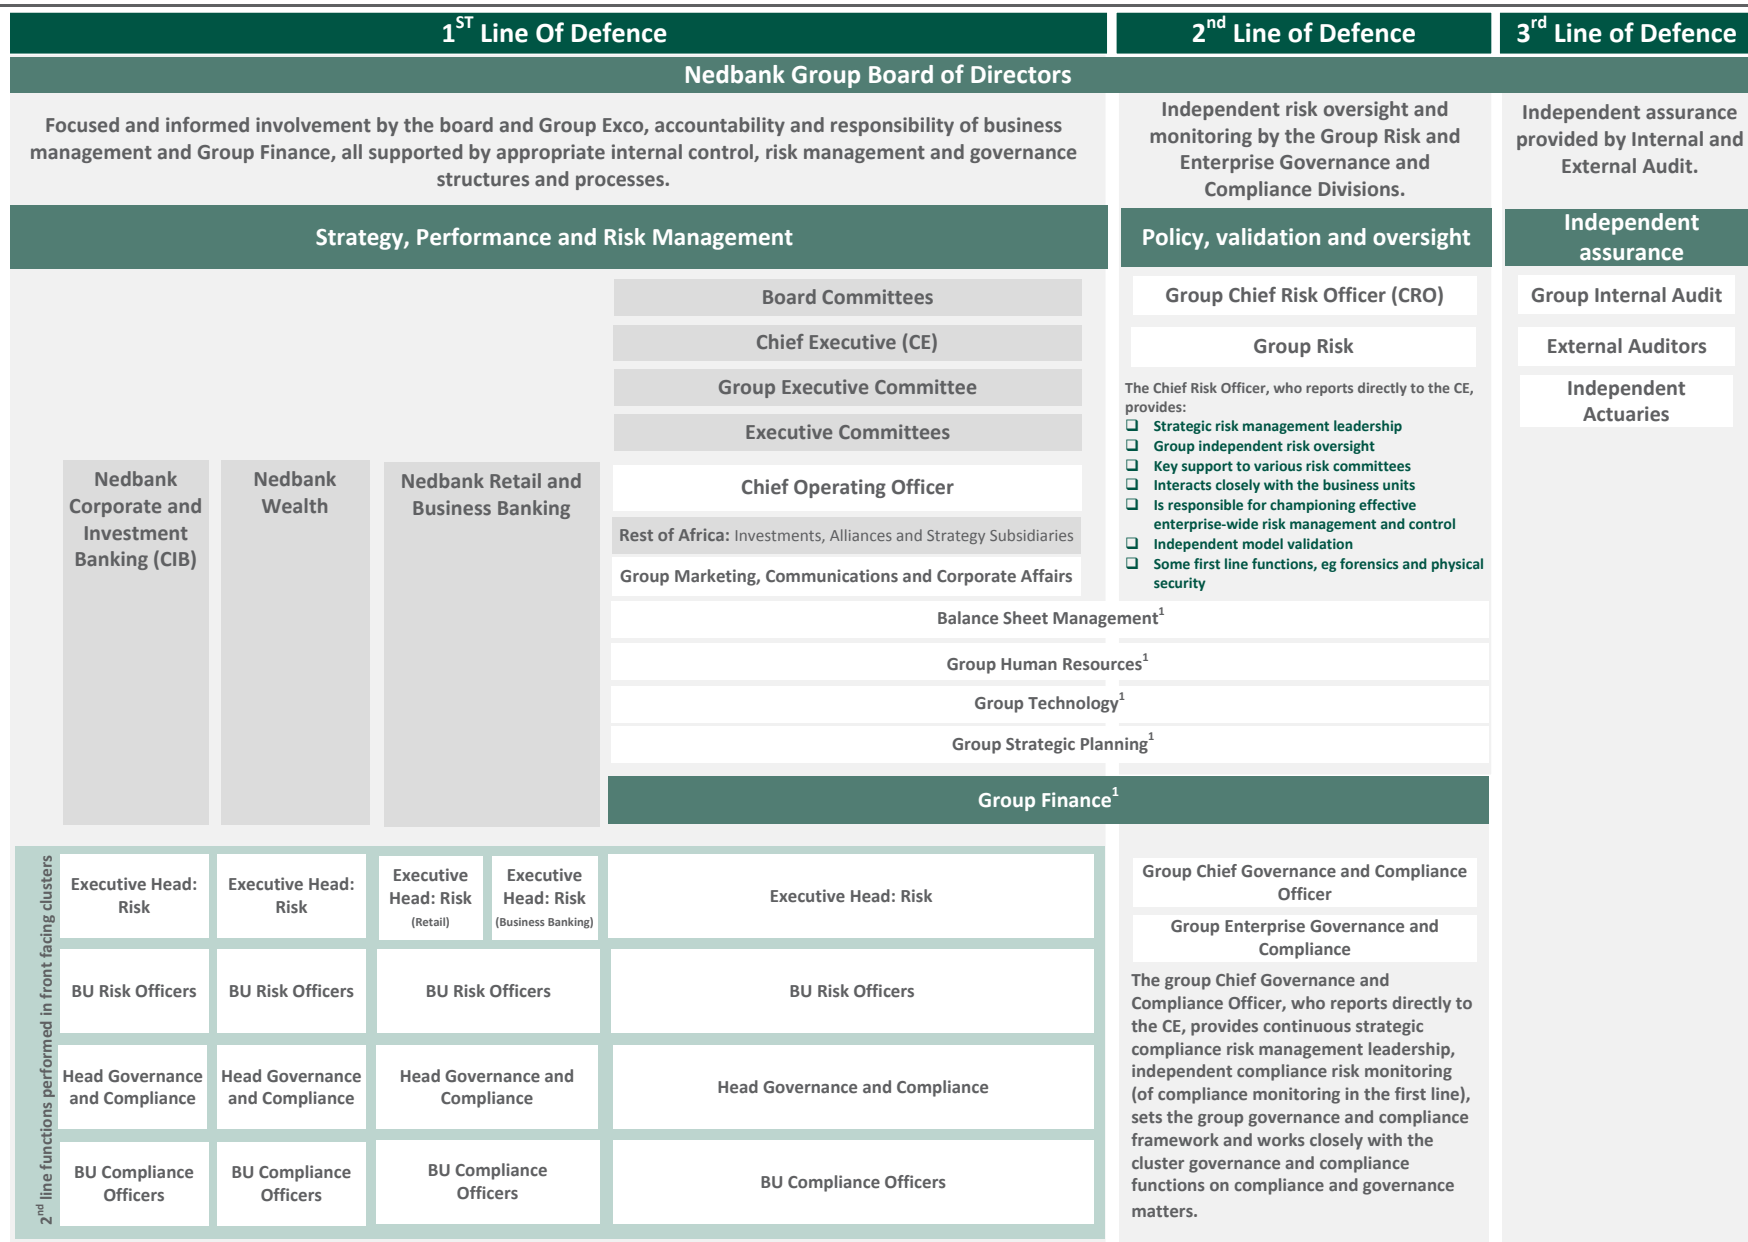 1ST Line Of Defence
2nd Line of Defence
3rd Line of Defence
Nedbank Group Board of Directors
Focused and informed involvement by the board and Group Exco, accountability and responsibility of business
management and Group Finance, all supported by appropriate internal control, risk management and governance
structures and processes.
Independent risk oversight and
monitoring by the Group Risk and
Enterprise Governance and
Compliance Divisions.
Independent assurance
provided by Internal and
External Audit.
Strategy, Performance and Risk Management
Policy, validation and oversight
Independent
assurance
Board Committees
Chief Executive (CE)
Group Executive Committee
Executive Committees
Nedbank
Corporate and
Investment
Banking (CIB)
Nedbank
Wealth
Nedbank Retail and
Business Banking
Chief Operating Officer
Rest of Africa: Investments, Alliances and Strategy Subsidiaries
Group Marketing, Communications and Corporate Affairs
Group Chief Risk Officer (CRO)
Group Risk
The Chief Risk Officer, who reports directly to the CE,
provides:
❑ Strategic risk management leadership
❑ Group independent risk oversight
❑ Key support to various risk committees
❑ Interacts closely with the business units
❑ Is responsible for championing effective
enterprise-wide risk management and control
❑ Independent model validation
❑ Some first line functions, eg forensics and physical
security
Group Internal Audit
External Auditors
Independent
Actuaries
Balance Sheet Management1
Group Human Resources1
Group Technology1
Group Strategic Planning1
Group Finance1
2nd line functions performed in front facing clusters
Executive Head:
Risk
Executive Head:
Risk
Executive
Head: Risk
(Retail)
Executive
Head: Risk
(Business Banking)
Executive Head: Risk
BU Risk Officers
BU Risk Officers
BU Risk Officers
BU Risk Officers
Head Governance
and Compliance
Head Governance
and Compliance
Head Governance and
Compliance
Head Governance and Compliance
BU Compliance
Officers
BU Compliance
Officers
BU Compliance
Officers
BU Compliance Officers
Group Chief Governance and Compliance
Officer
Group Enterprise Governance and
Compliance
The group Chief Governance and
Compliance Officer, who reports directly to
the CE, provides continuous strategic
compliance risk management leadership,
independent compliance risk monitoring
(of compliance monitoring in the first line),
sets the group governance and compliance
framework and works closely with the
cluster governance and compliance
functions on compliance and governance
matters.